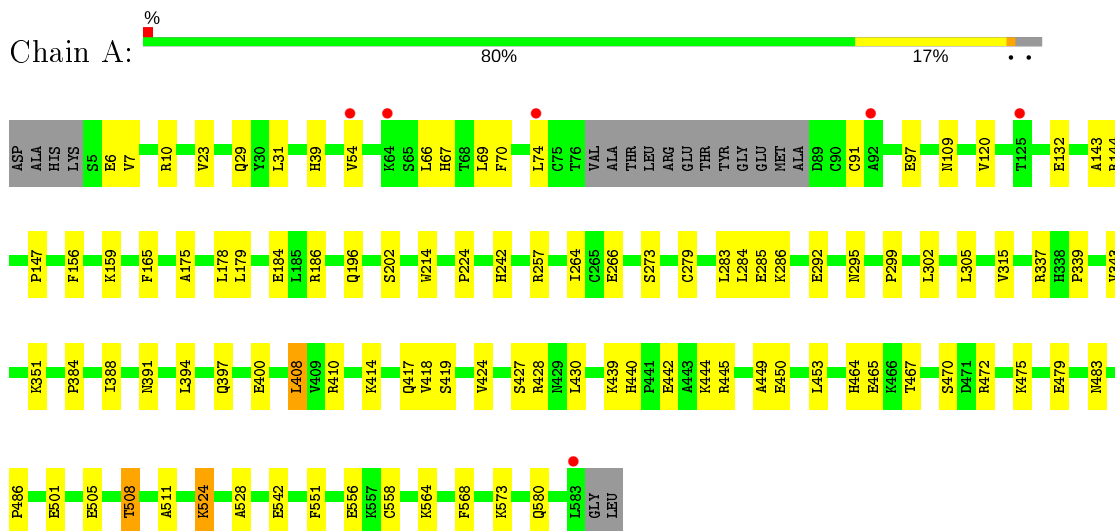 %
Chain A:
80%
17%
• •
ASP ALA HIS LYS S5 E6 V7 R10 V23 Q29 Y30 L31 H39 V54 K64 S65 L66 H67 T68 L69 F70 L74 C75 T76 VAL ALA THR LEU ARG GLU THR TYR GLY GLU MET ALA D89 C90 C91 A92 E97 N109 V120 T125 E132 A143 R144
P147 F156 K159 F165 A175 L178 L179 E184 L185 R186 Q196 S202 W214 P224 H242 R257 I264 C265 E266 S273 C279 L283 L284 E285 K286 E292 N295 P299 L302 L305 V315 R337 H338 P339 V343
K351 P384 I388 N391 L394 Q397 E400 L408 V409 R410 K414 Q417 V418 S419 V424 S427 R428 N429 L430 K439 H440 P441 E442 A443 K444 R445 A449 E450 L453 H464 E465 K466 T467 S470 D471 R472 K475 E479 N483
P486 E501 E505 T508 A511 K524 A528 E542 F551 E556 K557 C558 K564 F568 K573 Q580 L583 GLY LEU